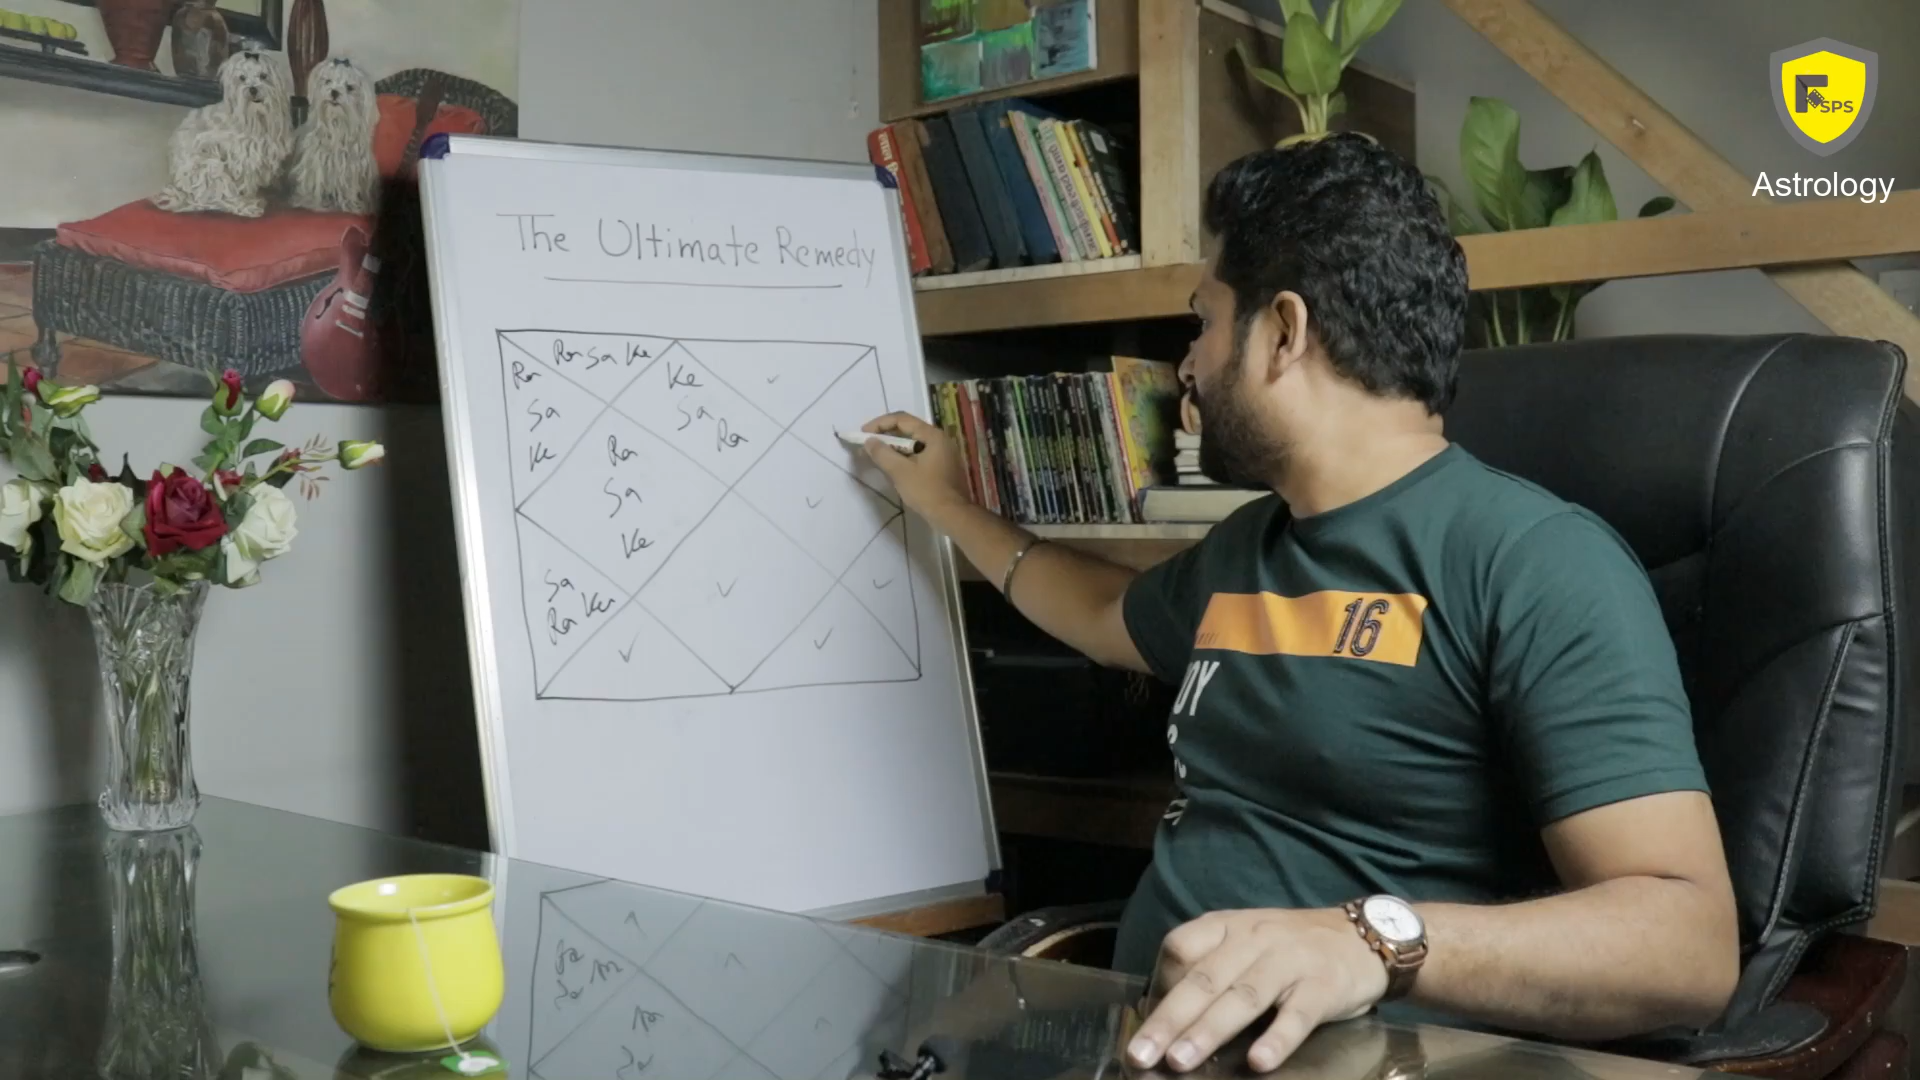 F SPS
Astrology
The Ultimate Remedy
Ra Sa Ke
Ra
Sa
Ke
Ke
Sa
Ra
Ra
Sa
Ke
Sa
Ra Ke
16